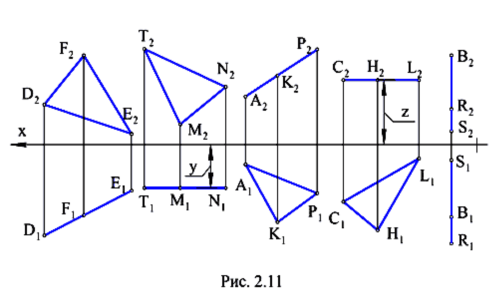 F₂ D₂ E₂ T₂ N₂ M₂ P₂ K₂ A₂ C₂ H₂ L₂ B₂ R₂ S₂
x y z
D₁ F₁ E₁ T₁ M₁ N₁ A₁ K₁ P₁ C₁ H₁ L₁ S₁ B₁ R₁
Рис. 2.11